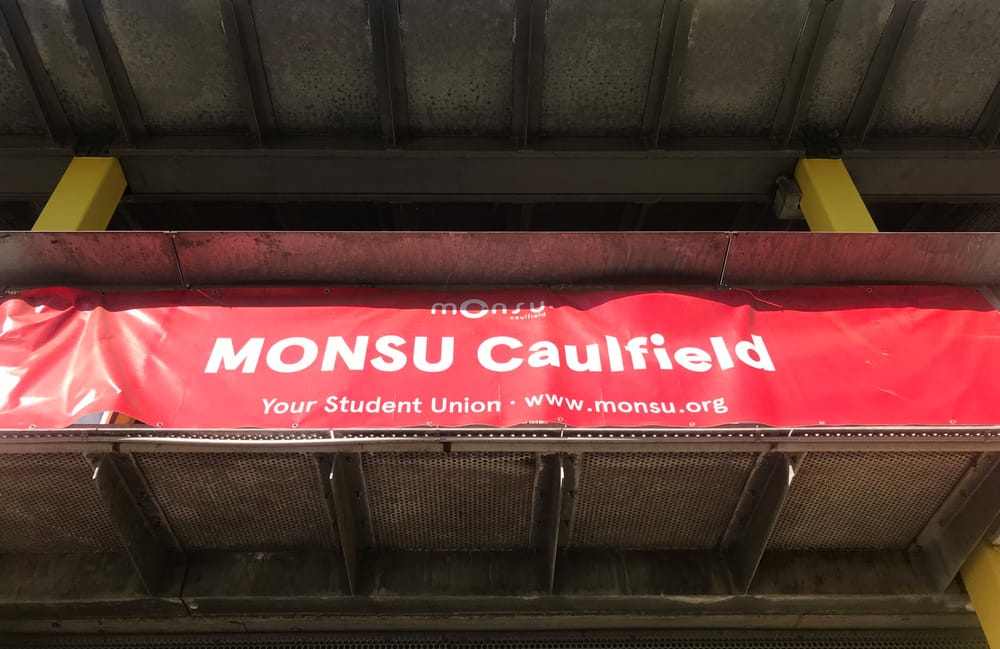 monsu.
caulfield
MONSU Caulfield
Your Student Union · www.monsu.org